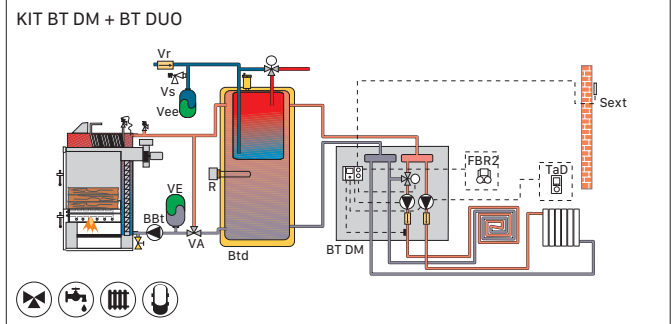 KIT BT DM + BT DUO
Vr
Vs
Vee
Sext
FBR2
TaD
R
VE
BBt
VA
Btd
BT DM